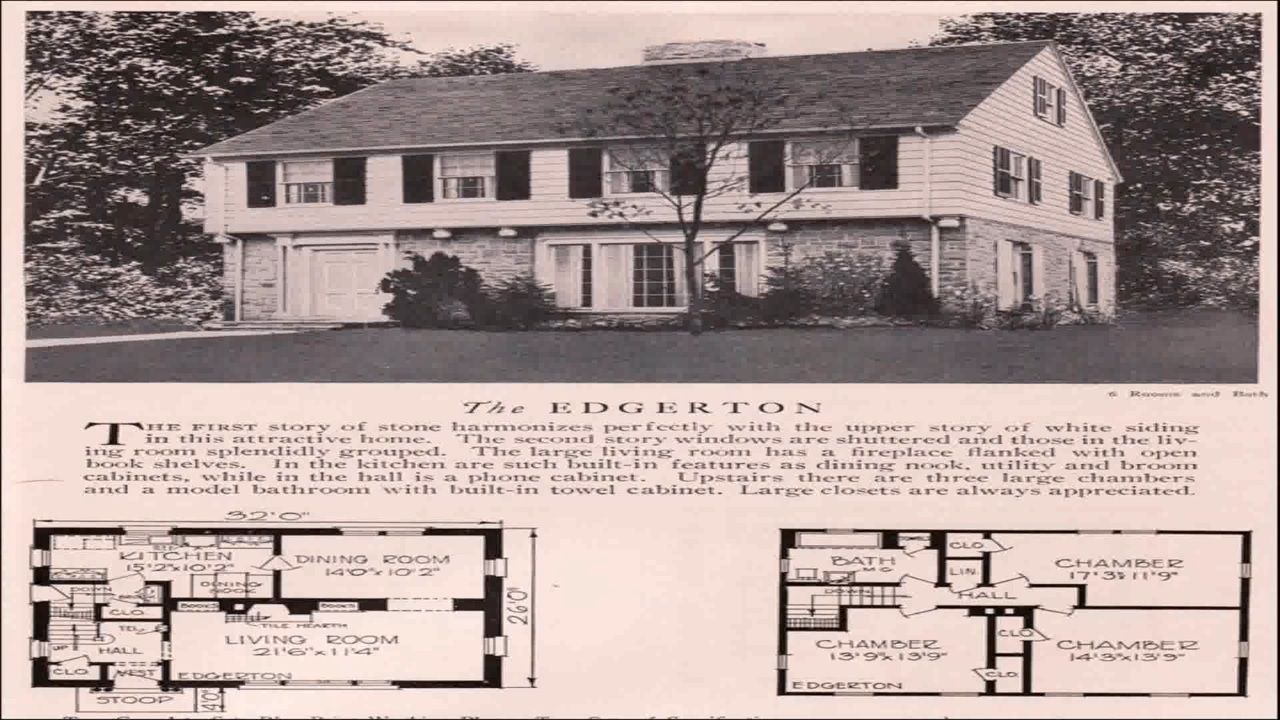 6 Rooms and Bath
The EDGERTON
THE FIRST story of stone harmonizes perfectly with the upper story of white siding
in this attractive home. The second story windows are shuttered and those in the liv-
ing room splendidly grouped. The large living room has a fireplace flanked with open
book shelves. In the kitchen are such built-in features as dining nook, utility and broom
cabinets, while in the hall is a phone cabinet. Upstairs there are three large chambers
and a model bathroom with built-in towel cabinet. Large closets are always appreciated.
32'0"
KITCHEN
15'2"x10'2"
DINING ROOM
14'0"x10'2"
DINING
NOOK
DOWN
CLO.
BOOKS
BOOKS
TILE HEARTH
TEL.
LIVING ROOM
21'6"x11'4"
UP
HALL
CLO.
VEST
EDGERTON
STOOP
4'0"
26'0"
BATH
M.C.
CLO.
LIN.
CHAMBER
17'3"x11'9"
DOWN
HALL
CHAMBER
13'9"x13'9"
CLO.
CLO.
CHAMBER
14'3"x13'9"
EDGERTON